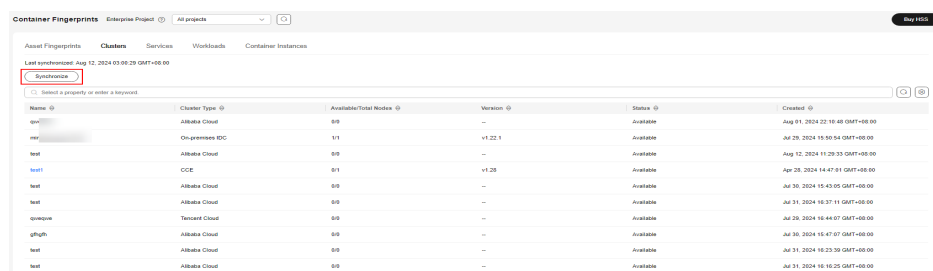 Container Fingerprints Enterprise Project All projects Buy HSS
Asset Fingerprints Clusters Services Workloads Container Instances
Last synchronized: Aug 12, 2024 03:00:29 GMT+08:00
Synchronize
Select a property or enter a keyword.
Name Cluster Type Available/Total Nodes Version Status Created
Alibaba Cloud 0/0 -- Available Aug 01, 2024 22:10:48 GMT+08:00
On-premises IDC 1/1 v1.22.1 Available Jul 29, 2024 15:50:54 GMT+08:00
test Alibaba Cloud 0/0 -- Available Aug 12, 2024 11:29:33 GMT+08:00
test1 CCE 0/1 v1.28 Available Apr 28, 2024 14:47:01 GMT+08:00
test Alibaba Cloud 0/0 -- Available Jul 30, 2024 15:43:05 GMT+08:00
test Alibaba Cloud 0/0 -- Available Jul 31, 2024 16:37:11 GMT+08:00
qweqwe Tencent Cloud 0/0 -- Available Jul 29, 2024 16:44:07 GMT+08:00
gfhgfh Alibaba Cloud 0/0 -- Available Jul 30, 2024 15:47:07 GMT+08:00
test Alibaba Cloud 0/0 -- Available Jul 31, 2024 16:23:39 GMT+08:00
test Alibaba Cloud 0/0 -- Available Jul 31, 2024 16:16:25 GMT+08:00